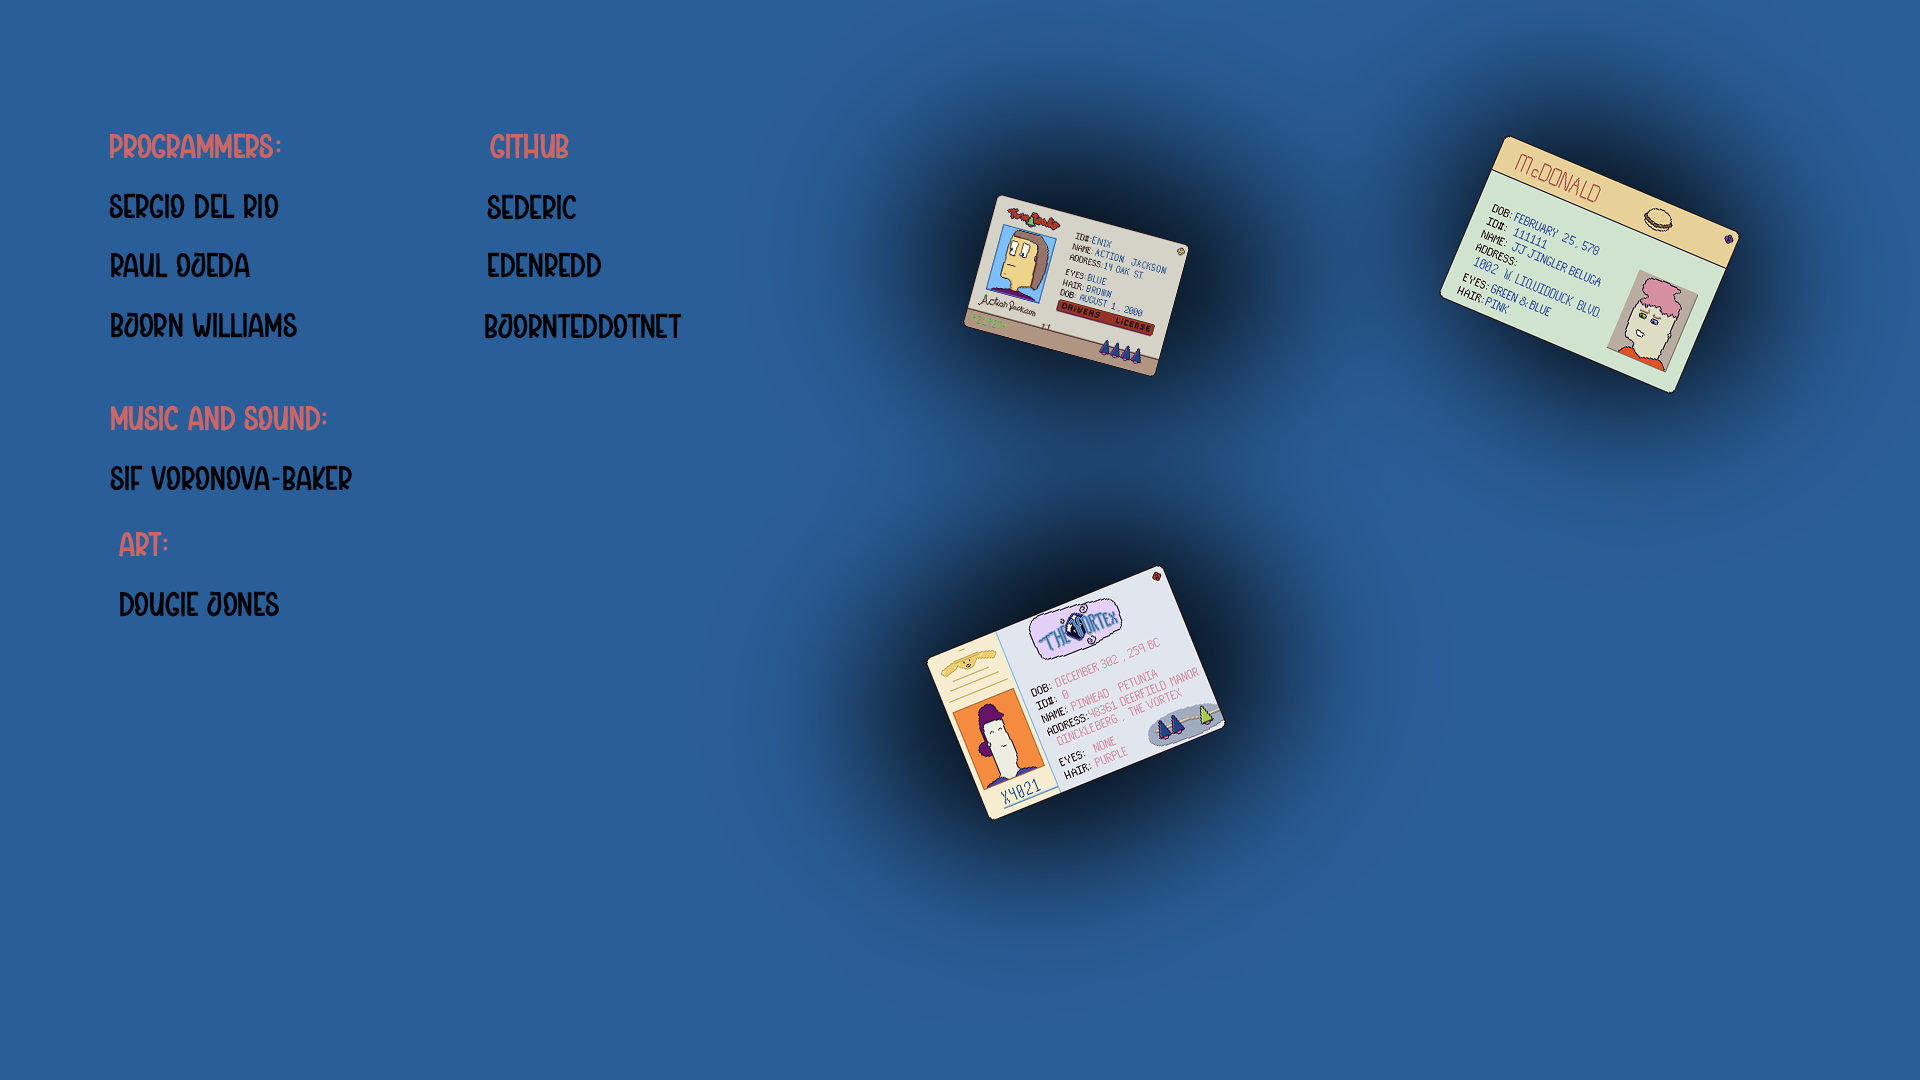 PROGRAMMERS:
GITHUB
SERGIO DEL RIO
SEDERIC
RAUL OJEDA
EDENREDD
BJORN WILLIAMS
BJORNTEDDOTNET
MUSIC AND SOUND:
SIF VORONOVA-BAKER
ART:
DOUGIE JONES
ID#: ENIX
NAME: ACTION JACKSON
ADDRESS: 14 OAK ST
EYES: BLUE
HAIR: BROWN
DOB: AUGUST 1, 2000
DRIVERS LICENSE
Action Jackson
McDONALD
DOB: FEBRUARY 25, 578
ID#: 111111
NAME: JJ JINGLER BELUGA
ADDRESS:
1002 W LIQUIDDUCK BLVD.
EYES: GREEN & BLUE
HAIR: PINK
THE VORTEX
DOB: DECEMBER 302, 259 BC
ID#: 0
NAME: PINHEAD PETUNIA
ADDRESS: 48361 DEERFIELD MANOR
DINCKLEBERG, THE VORTEX
EYES: NONE
HAIR: PURPLE
X4021